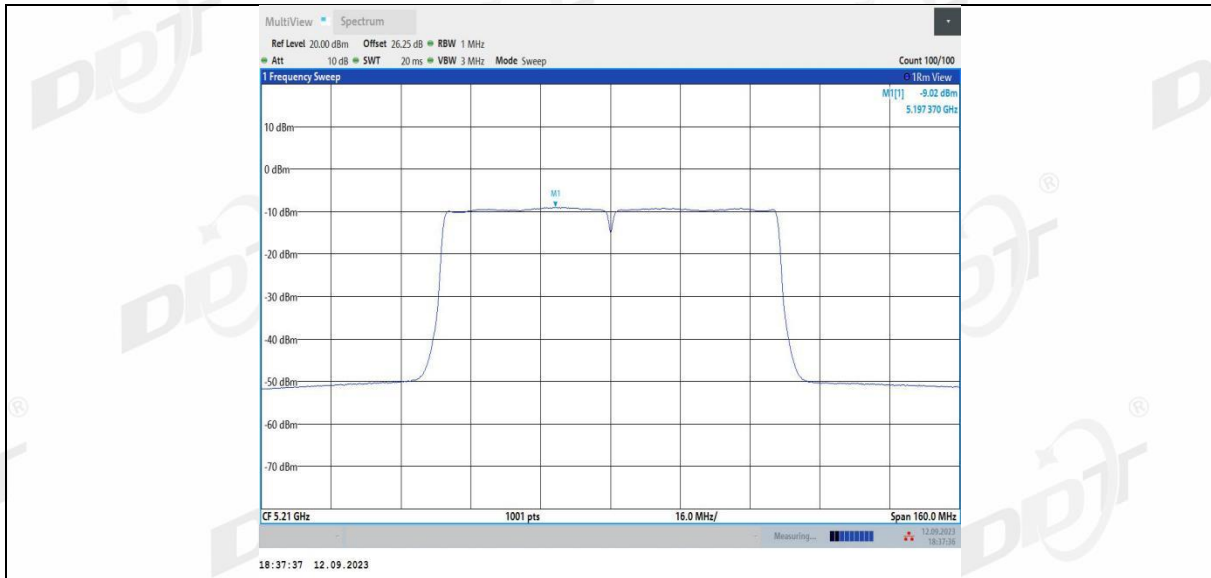 MultiView Spectrum
Ref Level 20.00 dBm Offset 26.25 dB RBW 1 MHz
Att 10 dB SWT 20 ms VBW 3 MHz Mode Sweep Count 100/100
1 Frequency Sweep 1Rm View
M1[1] -9.02 dBm
5.197 370 GHz
10 dBm
0 dBm
M1
-10 dBm
-20 dBm
-30 dBm
-40 dBm
-50 dBm
-60 dBm
-70 dBm
CF 5.21 GHz 1001 pts 16.0 MHz/ Span 160.0 MHz
Measuring... 12.09.2023
18:37:36
18:37:37 12.09.2023
DDT